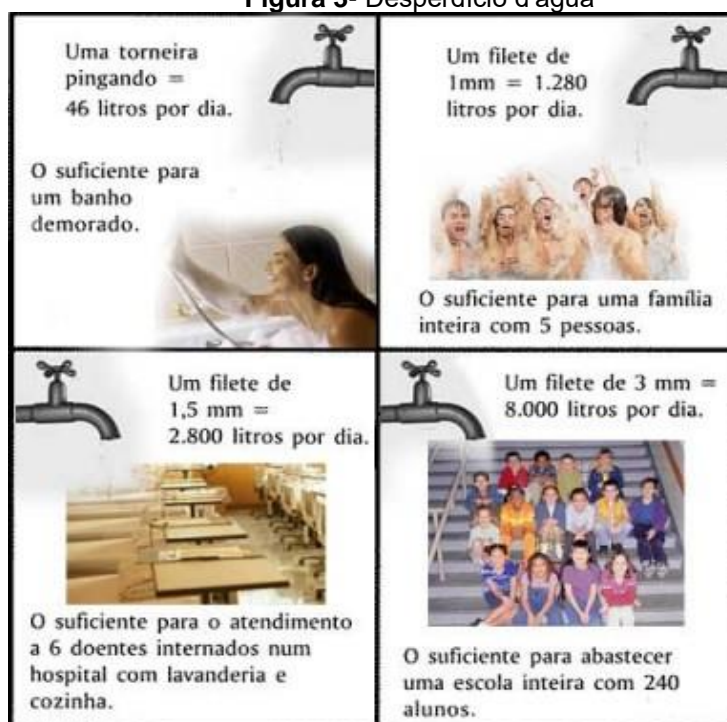 Figura 3- Desperdício d'água
Uma torneira
pingando =
46 litros por dia.
O suficiente para
um banho
demorado.
Um filete de
1mm = 1.280
litros por dia.
O suficiente para uma família
inteira com 5 pessoas.
Um filete de
1,5 mm =
2.800 litros por dia.
O suficiente para o atendimento
a 6 doentes internados num
hospital com lavanderia e
cozinha.
Um filete de 3 mm =
8.000 litros por dia.
O suficiente para abastecer
uma escola inteira com 240
alunos.